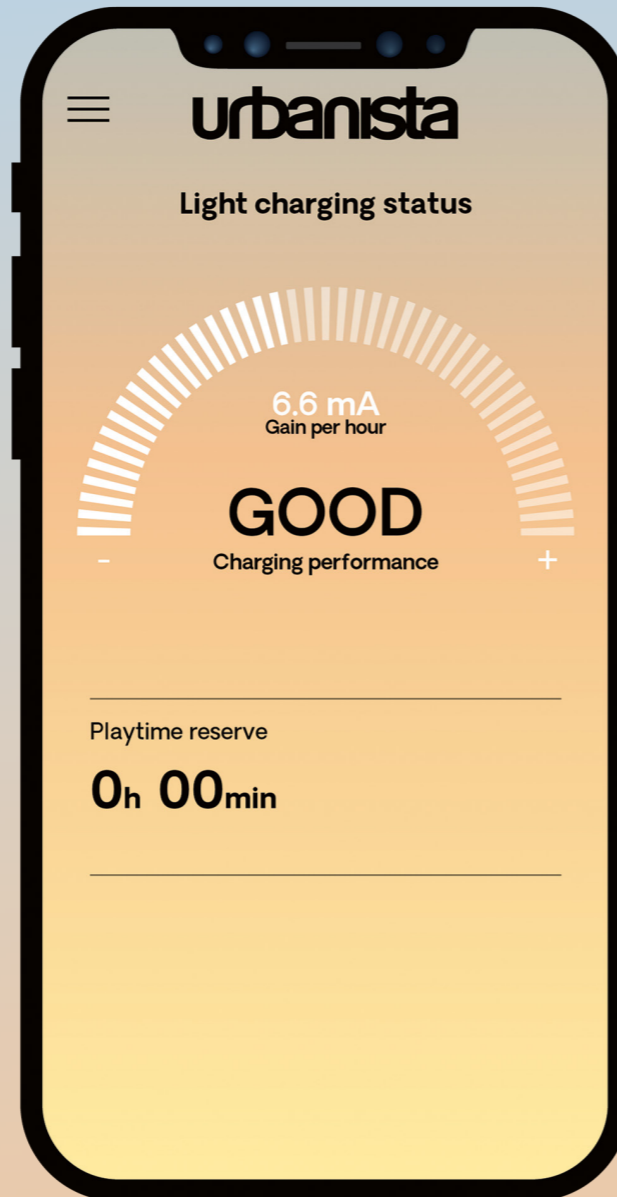 urbanista
Light charging status
6.6 mA
Gain per hour
GOOD
- +
Charging performance
Playtime reserve
0h 00min